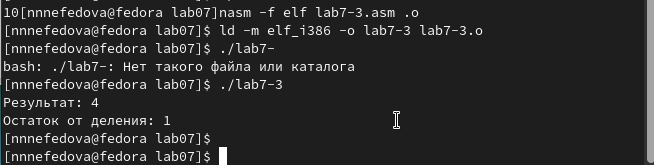 10[nnnefedova@fedora lab07]nasm -f elf lab7-3.asm .o
[nnnefedova@fedora lab07]$ ld -m elf_i386 -o lab7-3 lab7-3.o
[nnnefedova@fedora lab07]$ ./lab7-
bash: ./lab7-: Нет такого файла или каталога
[nnnefedova@fedora lab07]$ ./lab7-3
Результат: 4
Остаток от деления: 1
[nnnefedova@fedora lab07]$
[nnnefedova@fedora lab07]$